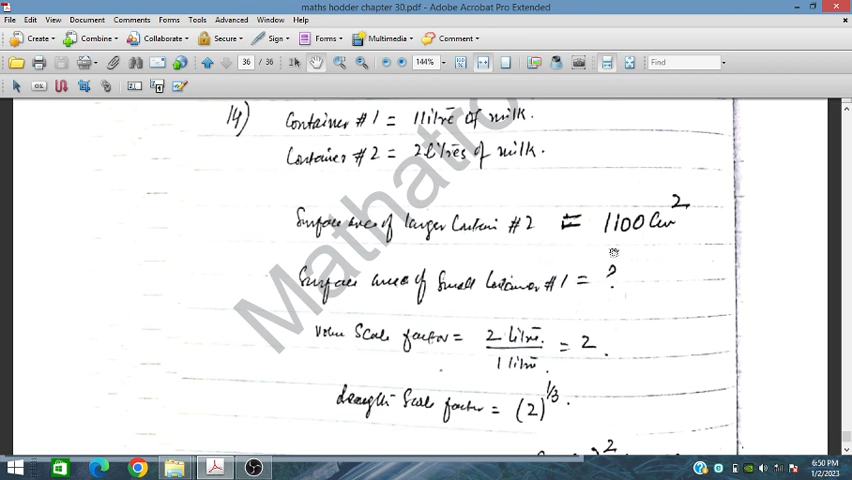 maths hodder chapter 30.pdf - Adobe Acrobat Pro Extended
File Edit View Document Comments Forms Tools Advanced Window Help
Create Combine Collaborate Secure Sign Forms Multimedia Comment
36 / 36 144% Find
14) Container #1 = 1 litre of milk.
Container #2 = 2 litres of milk.
Surface area of larger #2 = 1100 Cm²
Surface area of Small Container #1 = ?
Scale factor = 2 litre / 1 litre = 2.
Length Scale factor = (2)^1/3.
2
Mathatro
6:50 PM
1/2/2023